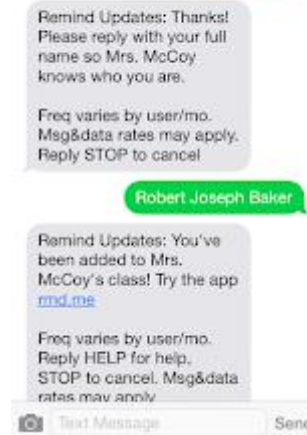 Remind Updates: Thanks!
Please reply with your full
name so Mrs. McCoy
knows who you are.
Freq varies by user/mo.
Msg&data rates may apply.
Reply STOP to cancel
Robert Joseph Baker
Remind Updates: You've
been added to Mrs.
McCoy's class! Try the app
rmd.me
Freq varies by user/mo.
Reply HELP for help,
STOP to cancel. Msg&data
rates may apply
Text Message
Send